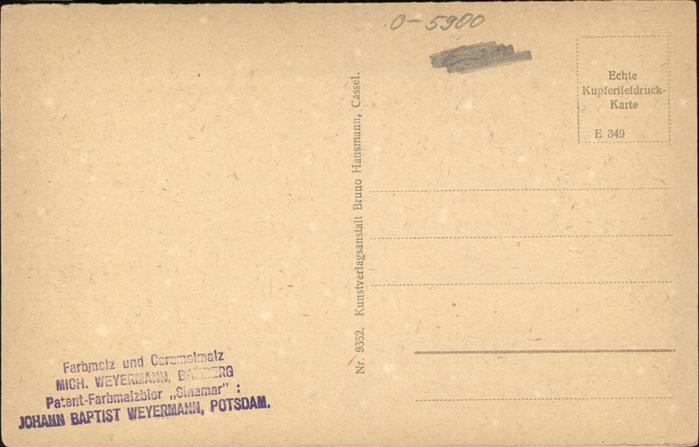 0-5900
Echte
Kupfertiefdruck-
Karte
E 349
Nr. 9352. Kunstverlagsanstalt Bruno Hansmann, Cassel.
Farbmalz und Caramelmalz
MICH. WEYERMANN, BAMBERG
Patent-Farbmalzbier „Sinamar" :
JOHANN BAPTIST WEYERMANN, POTSDAM.